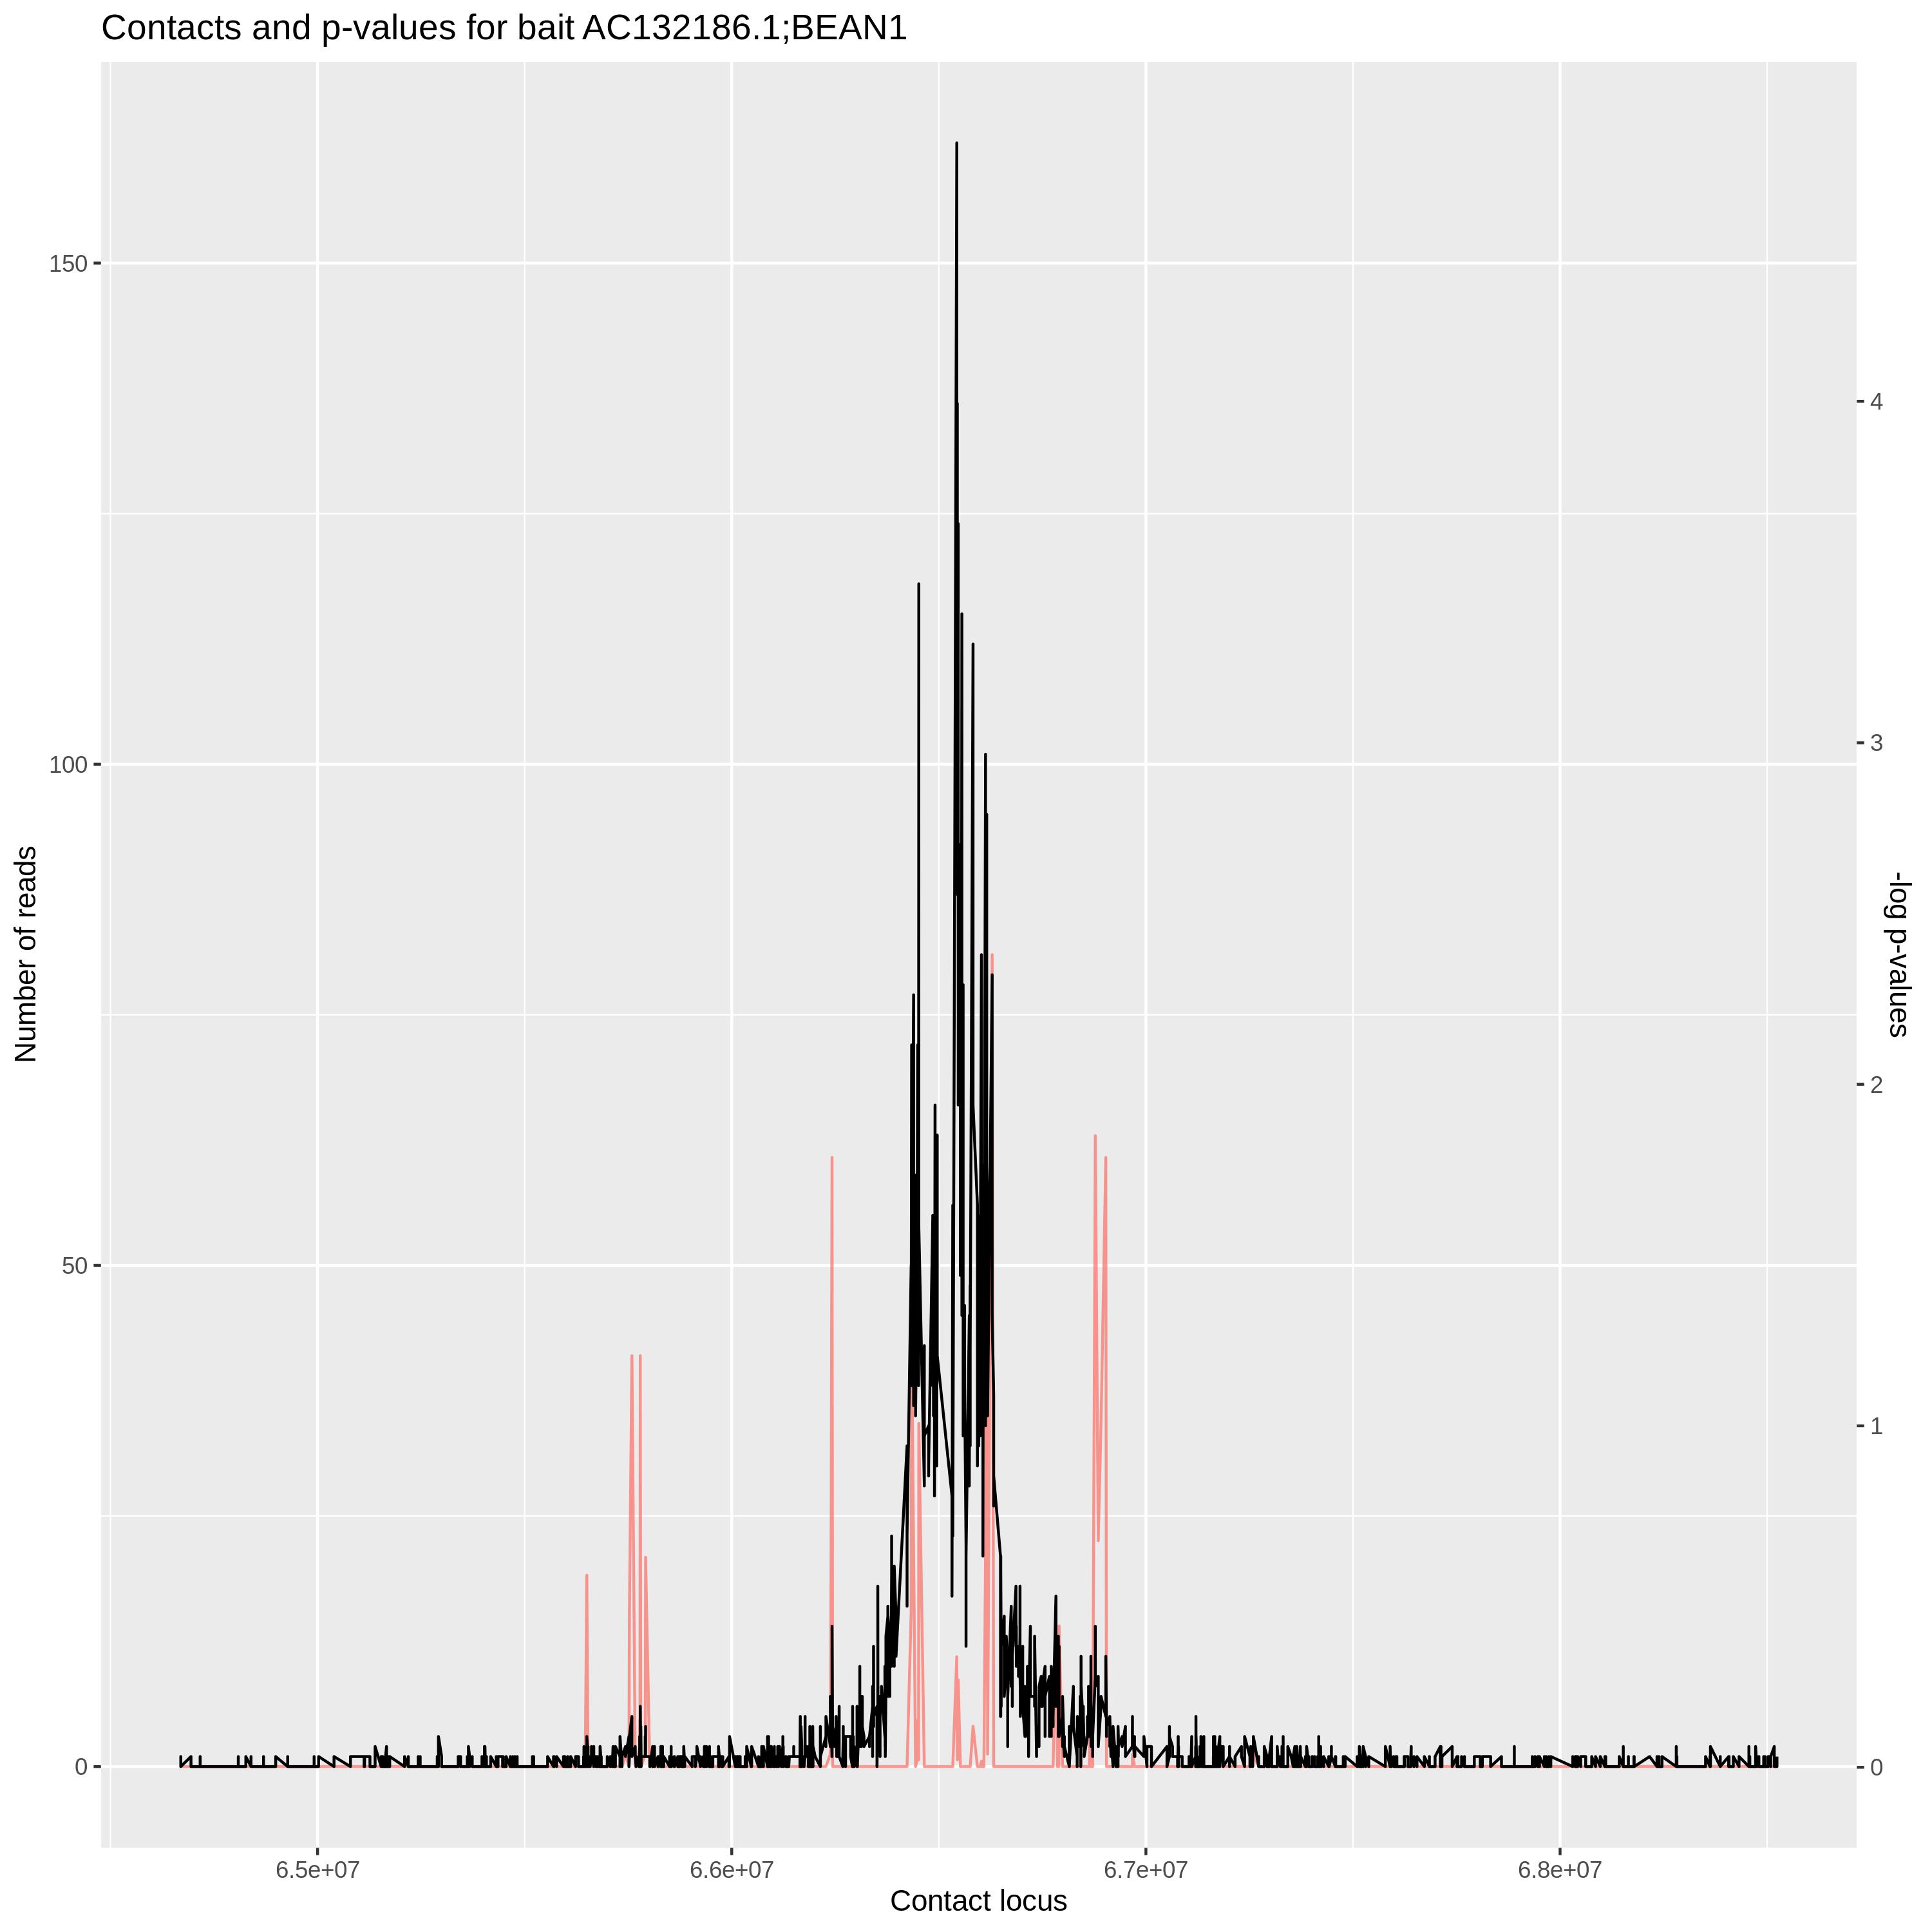 Contacts and p-values for bait AC132186.1;BEAN1
150
100
50
0
Number of reads
4
3
2
1
0
-log p-values
6.5e+07
6.6e+07
6.7e+07
6.8e+07
Contact locus